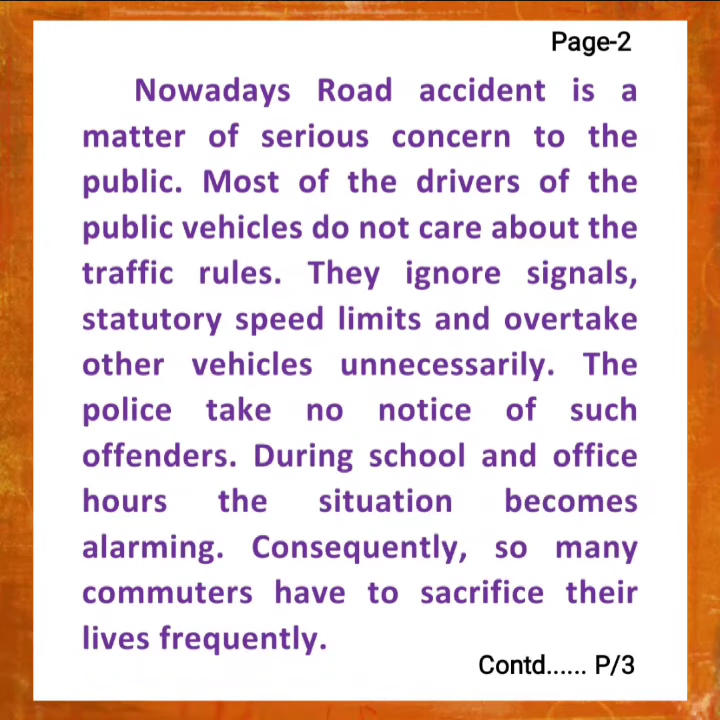 Page-2
Nowadays Road accident is a
matter of serious concern to the
public. Most of the drivers of the
public vehicles do not care about the
traffic rules. They ignore signals,
statutory speed limits and overtake
other vehicles unnecessarily. The
police take no notice of such
offenders. During school and office
hours the situation becomes
alarming. Consequently, so many
commuters have to sacrifice their
lives frequently.
Contd...... P/3